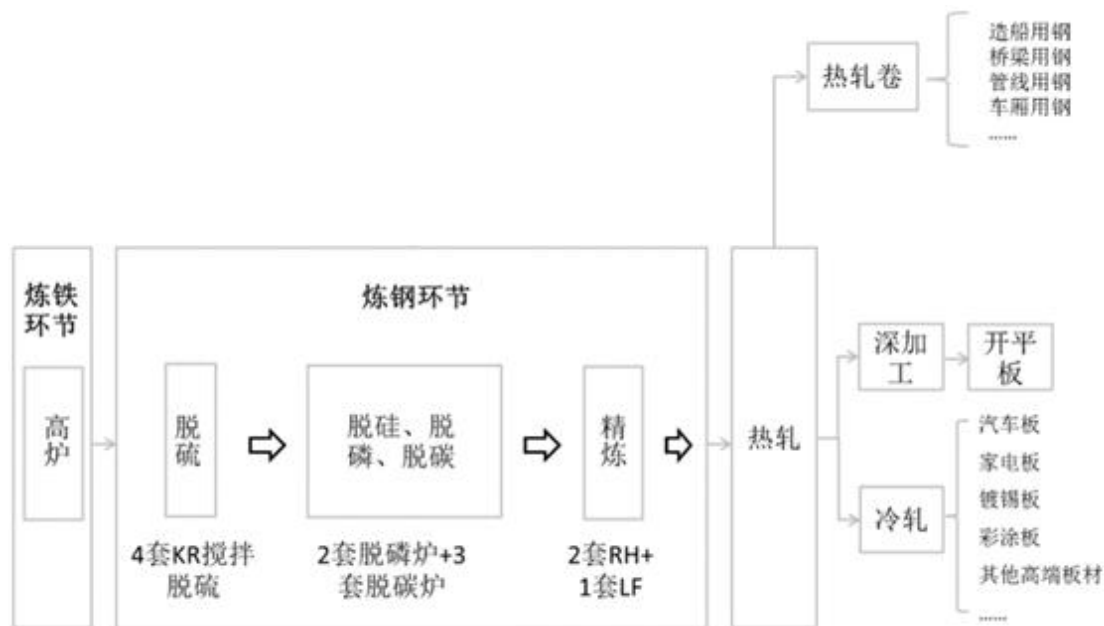 造船用钢
桥梁用钢
管线用钢
车厢用钢
……
热轧卷
炼铁
环节
高
炉
炼钢环节
脱
硫
4套KR搅拌
脱硫
脱硅、脱
磷、脱碳
2套脱磷炉+3
套脱碳炉
精
炼
2套RH+
1套LF
热轧
深加
工
开平
板
冷轧
汽车板
家电板
镀锡板
彩涂板
其他高端板材
……